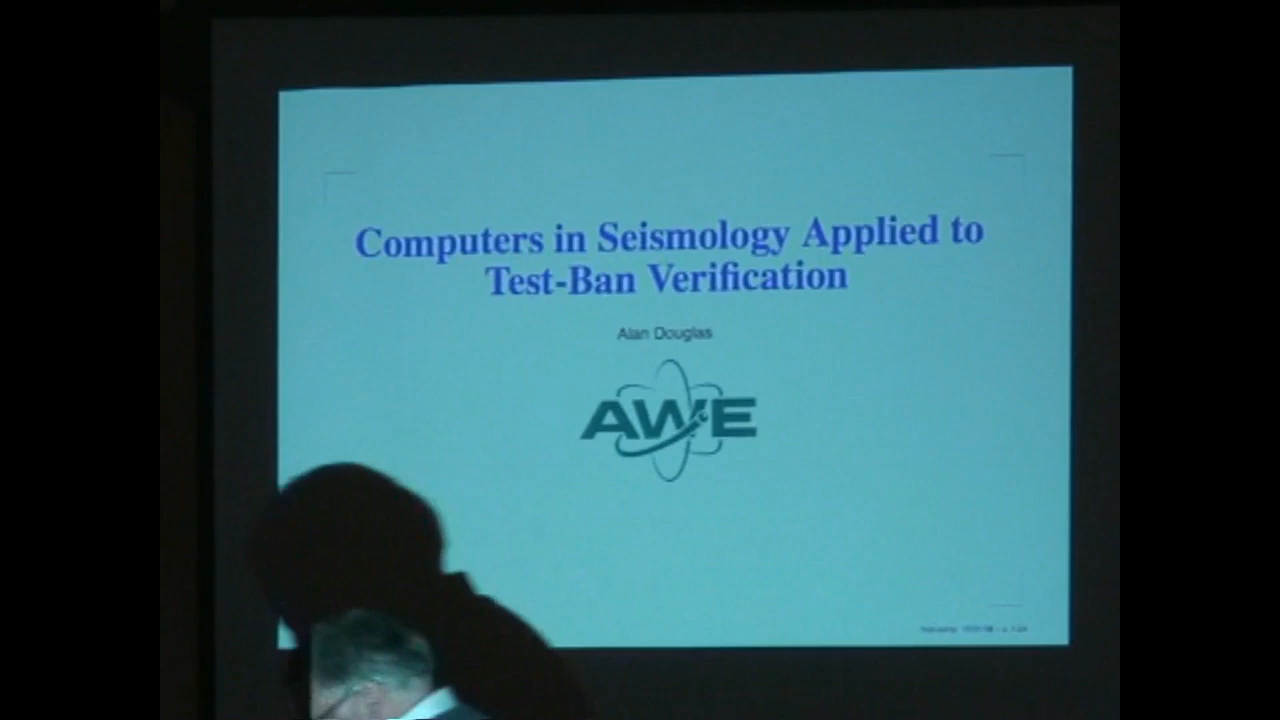 Computers in Seismology Applied to
Test-Ban Verification
Alan Douglas
AWE